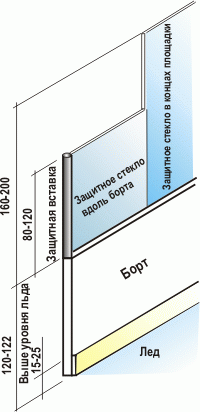 Защитное стекло в концах площадки
Защитное стекло
вдоль борта
160-200
80-120
Защитная вставка
Борт
120-122
Выше уровня льда
15-25
Лед